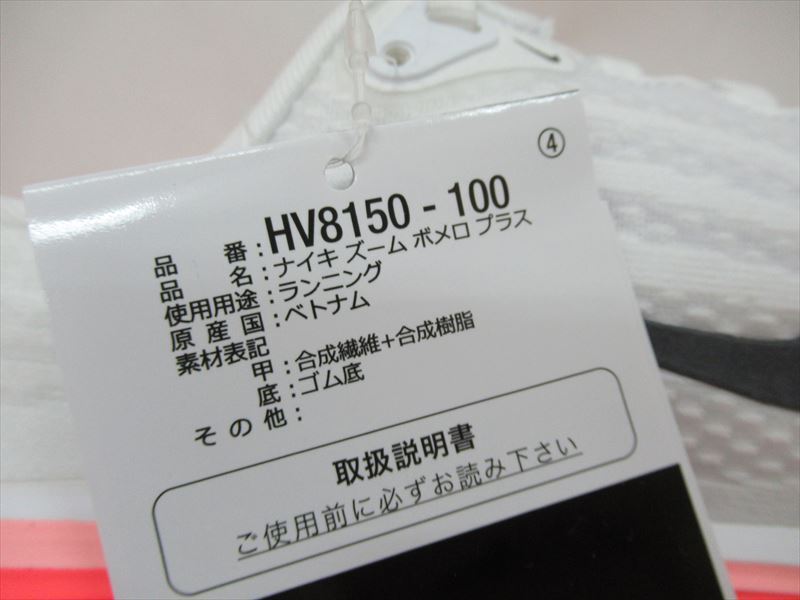 ④
品番:HV8150-100
品名:ナイキ ズーム ボメロ プラス
使用用途:ランニング
原産国:ベトナム
素材表記
甲:合成繊維+合成樹脂
底:ゴム底
その他:
取扱説明書
ご使用前に必ずお読み下さい